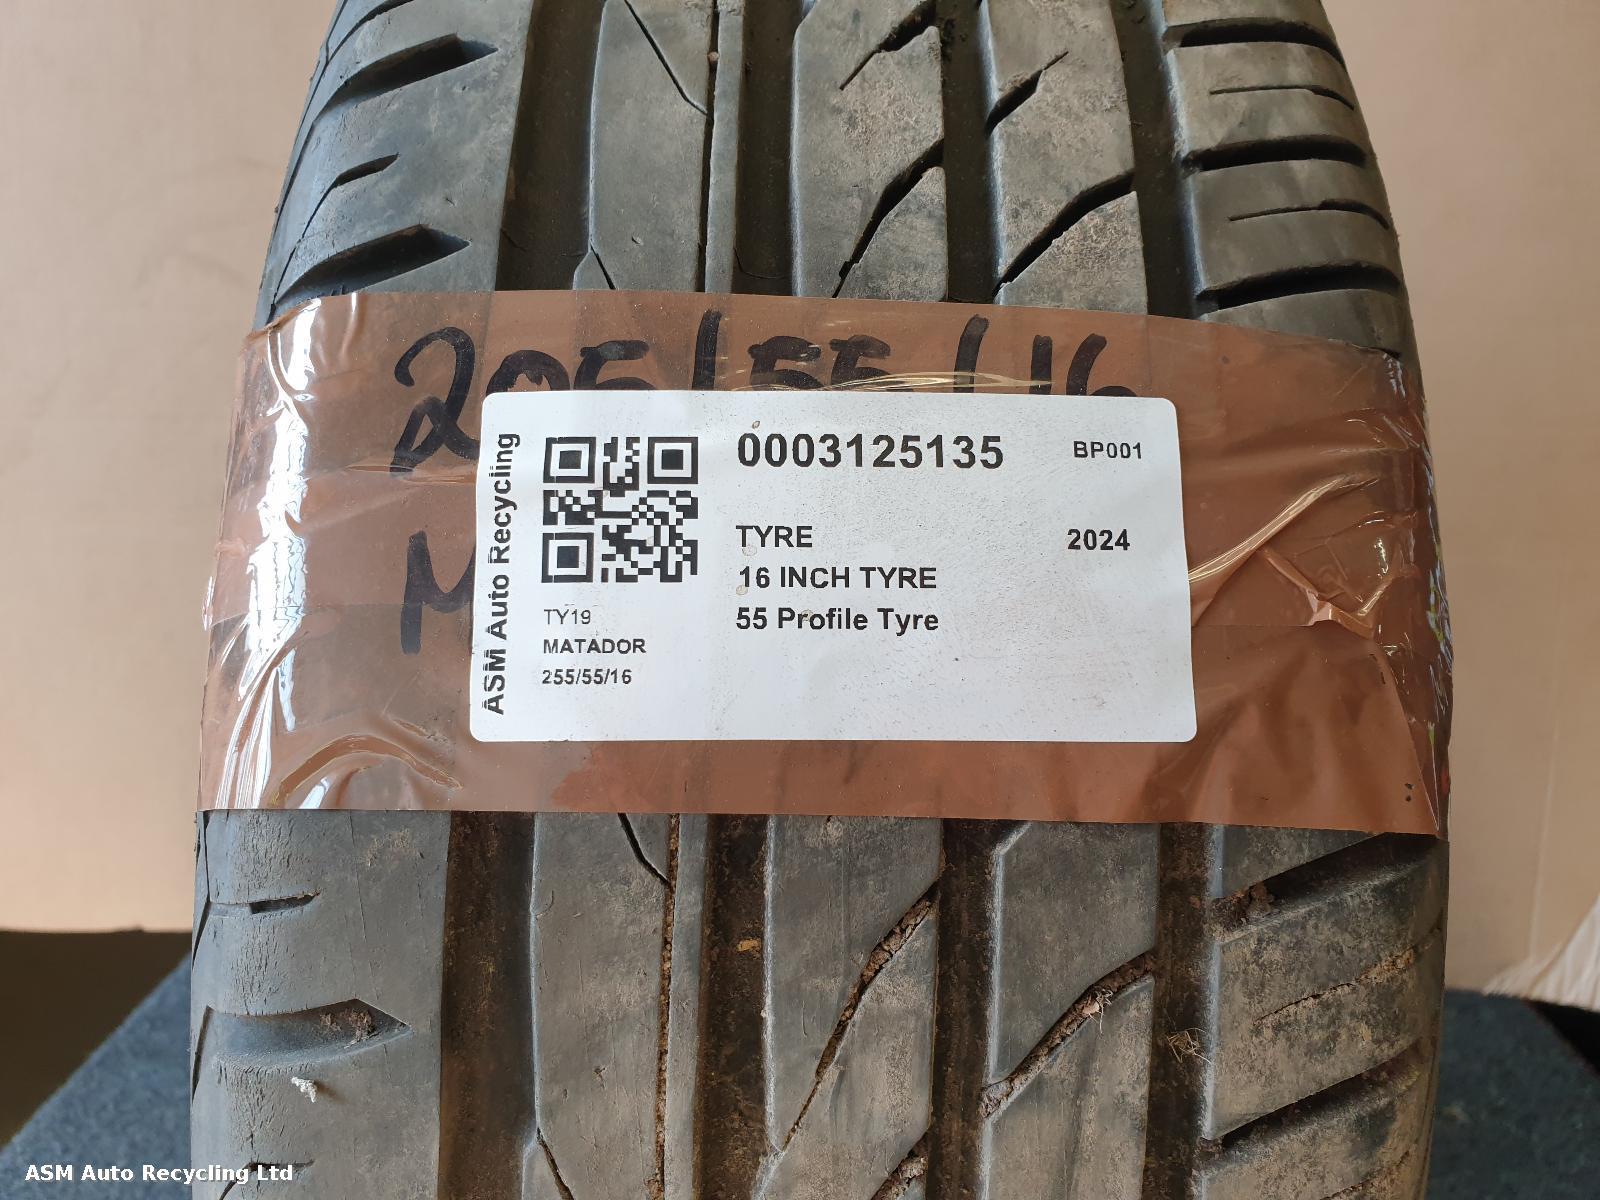 205/55/16
M
ASM Auto Recycling
0003125135
BP001
TYRE
2024
16 INCH TYRE
55 Profile Tyre
TY19
MATADOR
255/55/16
ASM Auto Recycling Ltd